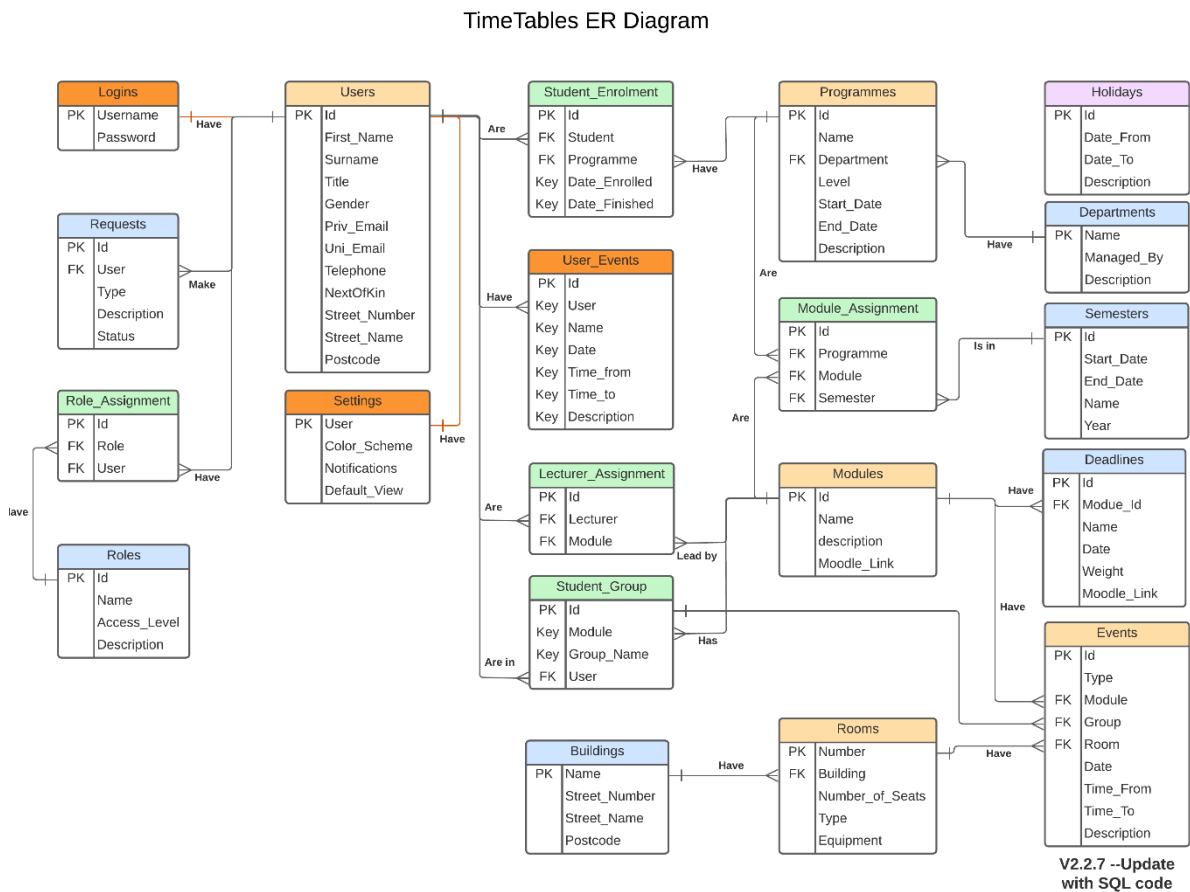 TimeTables ER Diagram
Logins
PK Username
Password
Have
Requests
PK Id
FK User
Type
Description
Status
Make
Role_Assignment
PK Id
FK Role
FK User
Have
lave
Roles
PK Id
Name
Access_Level
Description
Users
PK Id
First_Name
Surname
Title
Gender
Priv_Email
Uni_Email
Telephone
NextOfKin
Street_Number
Street_Name
Postcode
Settings
PK User
Color_Scheme
Notifications
Default_View
Have
Are
Have
Are
Are in
Student_Enrolment
PK Id
FK Student
FK Programme
Key Date_Enrolled
Key Date_Finished
Have
User_Events
PK Id
Key User
Key Name
Key Date
Key Time_from
Key Time_to
Key Description
Lecturer_Assignment
PK Id
FK Lecturer
FK Module
Lead by
Student_Group
PK Id
Key Module
Key Group_Name
FK User
Has
Buildings
PK Name
Street_Number
Street_Name
Postcode
Have
Programmes
PK Id
Name
FK Department
Level
Start_Date
End_Date
Description
Have
Are
Module_Assignment
PK Id
FK Programme
FK Module
FK Semester
Is in
Are
Modules
PK Id
Name
description
Moodle_Link
Have
Have
Rooms
PK Number
FK Building
Number_of_Seats
Type
Equipment
Have
Holidays
PK Id
Date_From
Date_To
Description
Departments
PK Name
Managed_By
Description
Semesters
PK Id
Start_Date
End_Date
Name
Year
Deadlines
PK Id
FK Modue_Id
Name
Date
Weight
Moodle_Link
Events
PK Id
Type
FK Module
FK Group
FK Room
Date
Time_From
Time_To
Description
V2.2.7 --Update
with SQL code